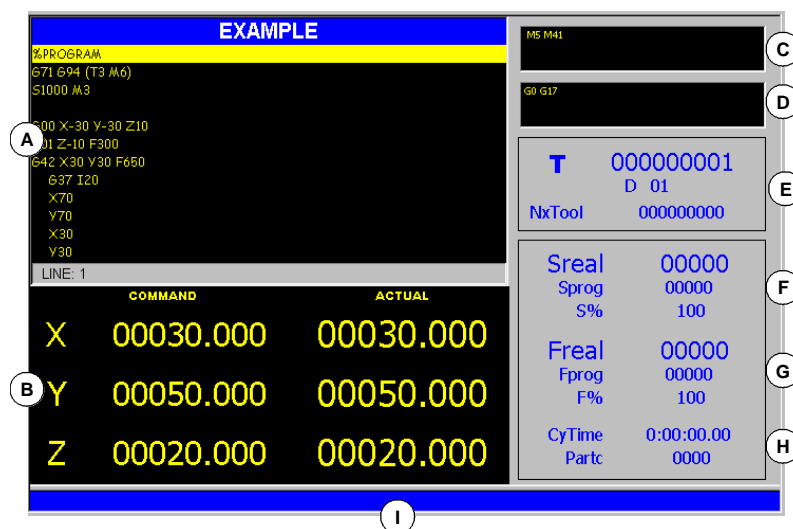 EXAMPLE
%PROGRAM
G71 G94 (T3 M6)
S1000 M3
G00 X-30 Y-30 Z10
G01 Z-10 F300
G42 X30 Y30 F650
G37 I20
X70
Y70
X30
Y30
LINE: 1
COMMAND ACTUAL
X 00030.000 00030.000
Y 00050.000 00050.000
Z 00020.000 00020.000
M5 M41
G0 G17
T 000000001
D 01
NxTool 000000000
Sreal 00000
Sprog 00000
S% 100
Freal 00000
Fprog 00000
F% 100
CyTime 0:00:00.00
Partc 0000
A
B
C
D
E
F
G
H
I